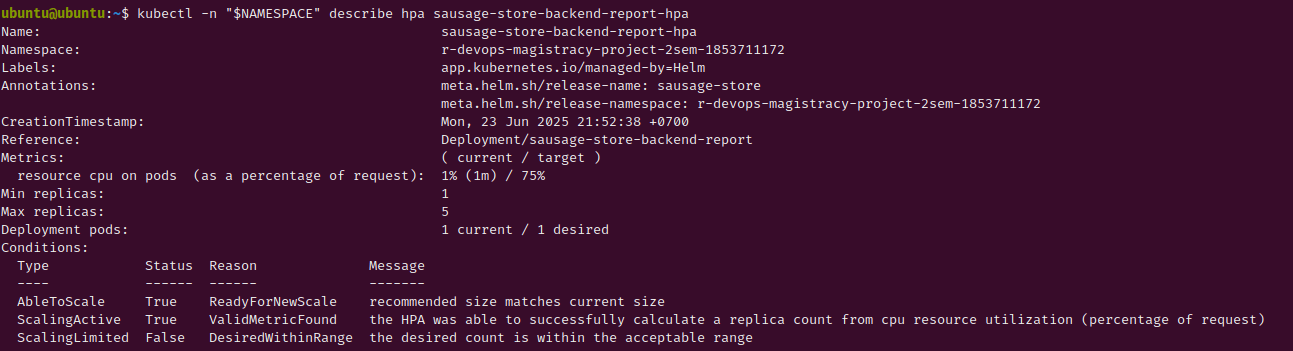 ubuntu@ubuntu:~$ kubectl -n "$NAMESPACE" describe hpa sausage-store-backend-report-hpa
Name:                                                  sausage-store-backend-report-hpa
Namespace:                                             r-devops-magistracy-project-2sem-1853711172
Labels:                                                app.kubernetes.io/managed-by=Helm
Annotations:                                           meta.helm.sh/release-name: sausage-store
                                                       meta.helm.sh/release-namespace: r-devops-magistracy-project-2sem-1853711172
CreationTimestamp:                                     Mon, 23 Jun 2025 21:52:38 +0700
Reference:                                             Deployment/sausage-store-backend-report
Metrics:                                               ( current / target )
  resource cpu on pods  (as a percentage of request):  1% (1m) / 75%
Min replicas:                                          1
Max replicas:                                          5
Deployment pods:                                       1 current / 1 desired
Conditions:
  Type            Status  Reason              Message
  ----            ------  ------              -------
  AbleToScale     True    ReadyForNewScale    recommended size matches current size
  ScalingActive   True    ValidMetricFound    the HPA was able to successfully calculate a replica count from cpu resource utilization (percentage of request)
  ScalingLimited  False   DesiredWithinRange  the desired count is within the acceptable range